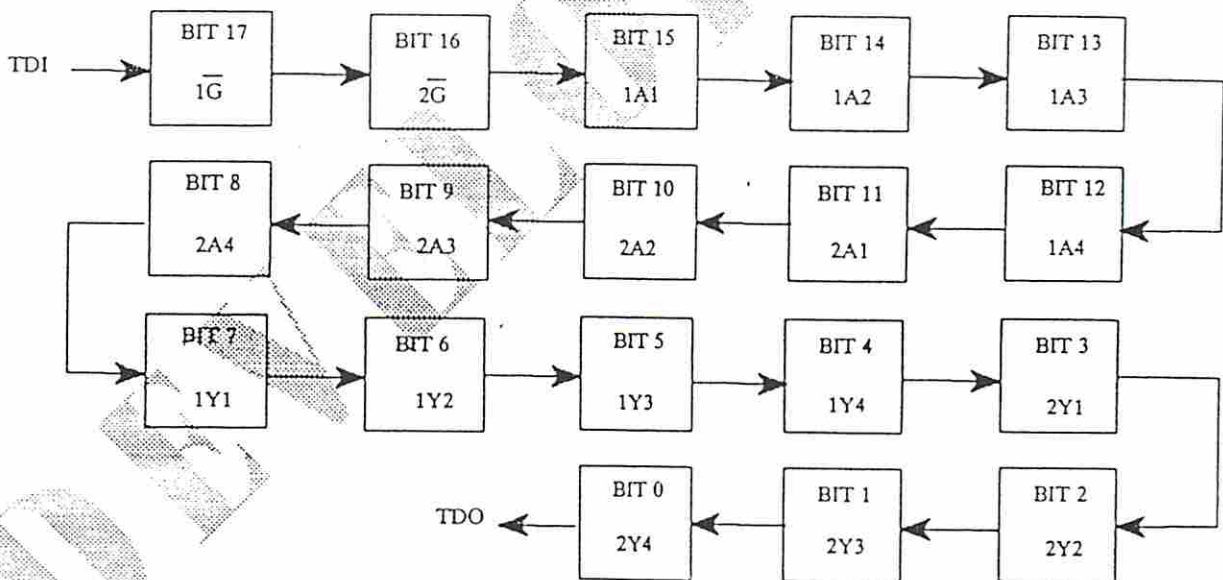 BIT 17 BIT 16 BIT 15 BIT 14 BIT 13
TDI 1G̅ 2G̅ 1A1 1A2 1A3
BIT 8 BIT 9 BIT 10 BIT 11 BIT 12
2A4 2A3 2A2 2A1 1A4
BIT 7 BIT 6 BIT 5 BIT 4 BIT 3
1Y1 1Y2 1Y3 1Y4 2Y1
BIT 0 BIT 1 BIT 2
TDO 2Y4 2Y3 2Y2